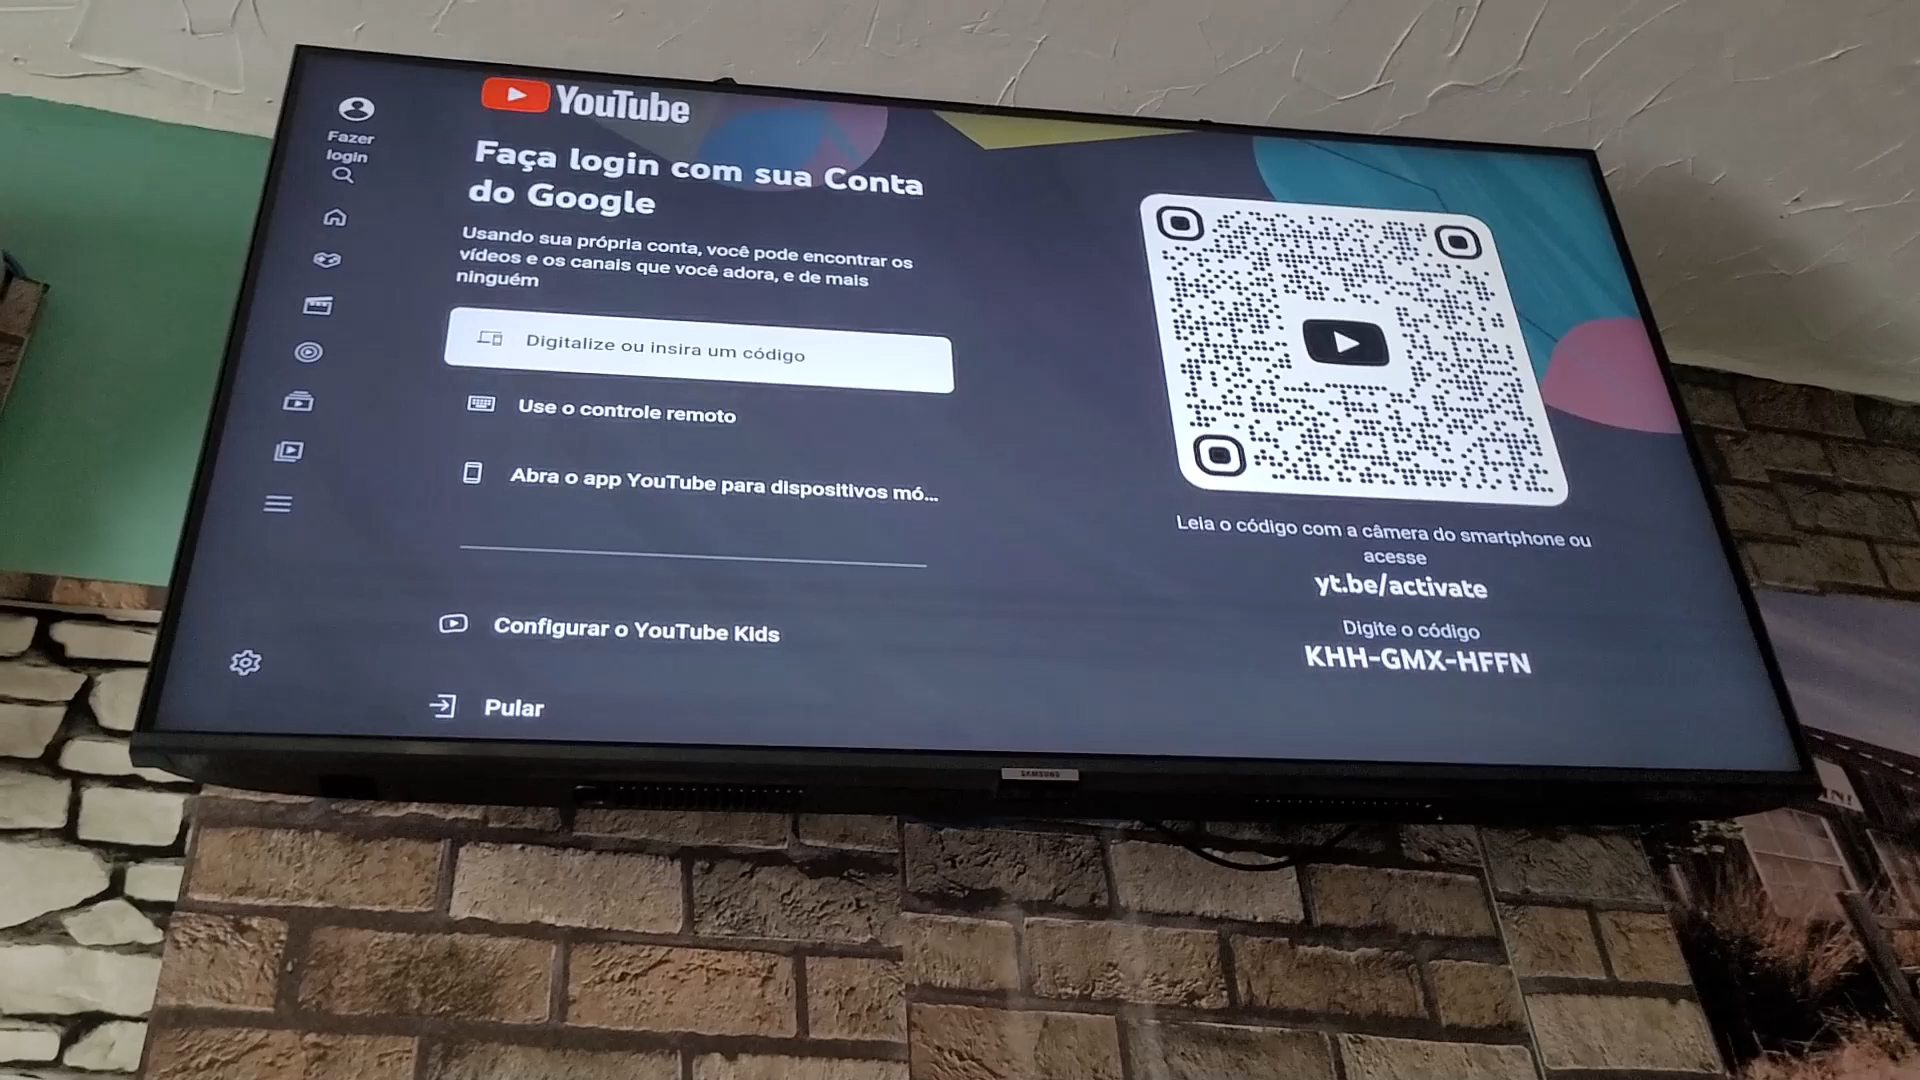 YouTube
Fazer
login
Faça login com sua Conta
do Google
Usando sua própria conta, você pode encontrar os
vídeos e os canais que você adora, e de mais
ninguém
Digitalize ou insira um código
Use o controle remoto
Abra o app YouTube para dispositivos mó...
Configurar o YouTube Kids
Pular
Leia o código com a câmera do smartphone ou
acesse
yt.be/activate
Digite o código
KHH-GMX-HFFN
SAMSUNG